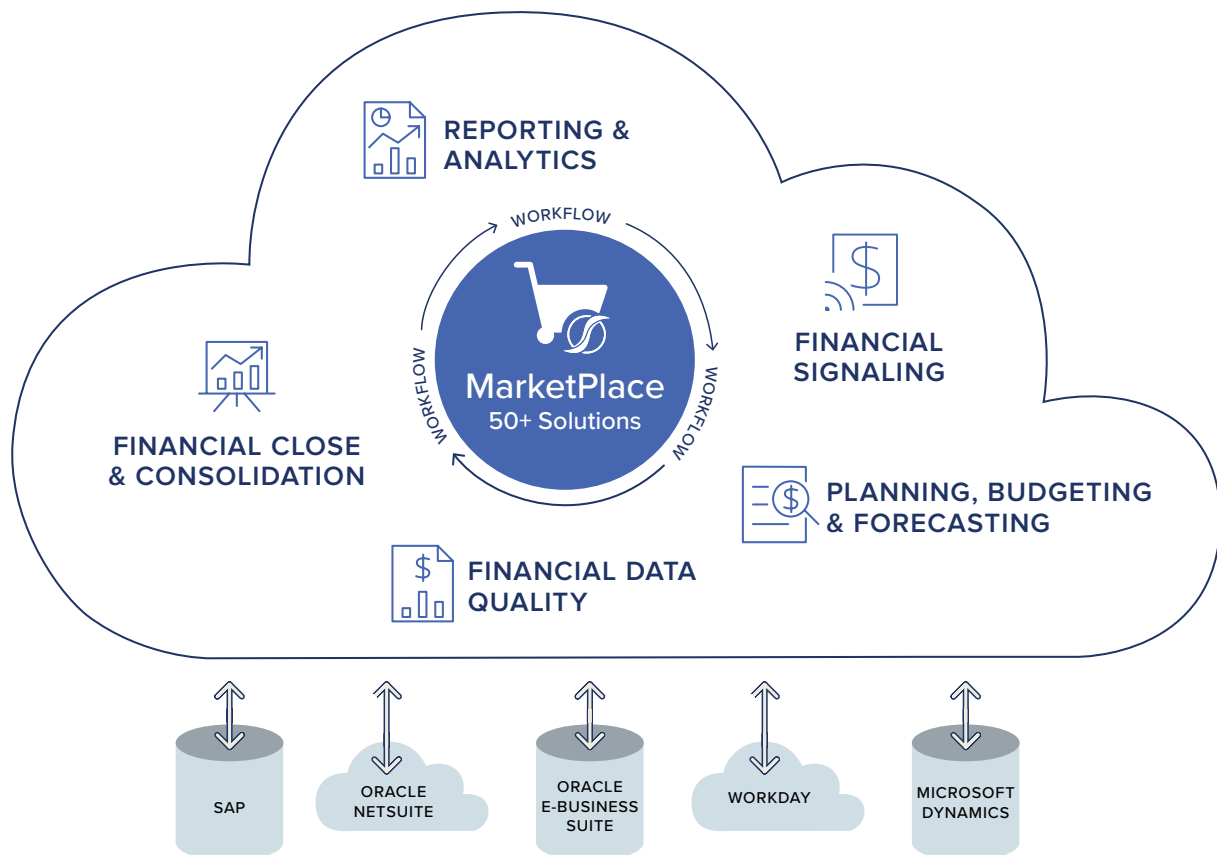 REPORTING &
ANALYTICS
WORKFLOW
FINANCIAL
SIGNALING
WORKFLOW
MarketPlace
50+ Solutions
WORKFLOW
FINANCIAL CLOSE
& CONSOLIDATION
PLANNING, BUDGETING
& FORECASTING
FINANCIAL DATA
QUALITY
SAP
ORACLE
NETSUITE
ORACLE
E-BUSINESS
SUITE
WORKDAY
MICROSOFT
DYNAMICS